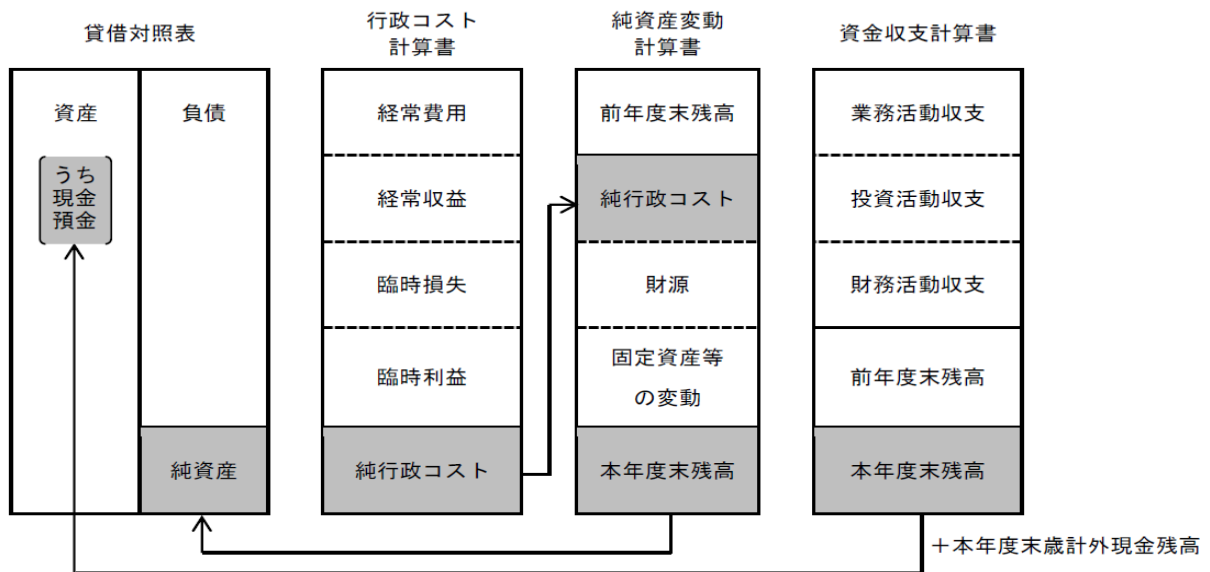 貸借対照表
資産
うち
現金
預金
負債
純資産
行政コスト
計算書
経常費用
経常収益
臨時損失
臨時利益
純行政コスト
純資産変動
計算書
前年度末残高
純行政コスト
財源
固定資産等
の変動
本年度末残高
資金収支計算書
業務活動収支
投資活動収支
財務活動収支
前年度末残高
本年度末残高
＋本年度末歳計外現金残高